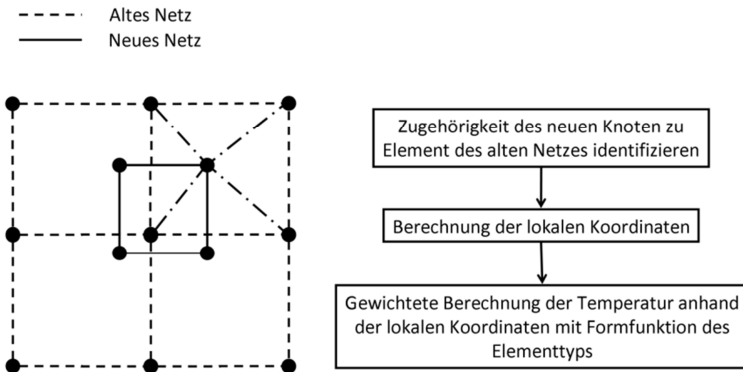 Altes Netz
Neues Netz
Zugehörigkeit des neuen Knoten zu
Element des alten Netzes identifizieren
Berechnung der lokalen Koordinaten
Gewichtete Berechnung der Temperatur anhand
der lokalen Koordinaten mit Formfunktion des
Elementtyps